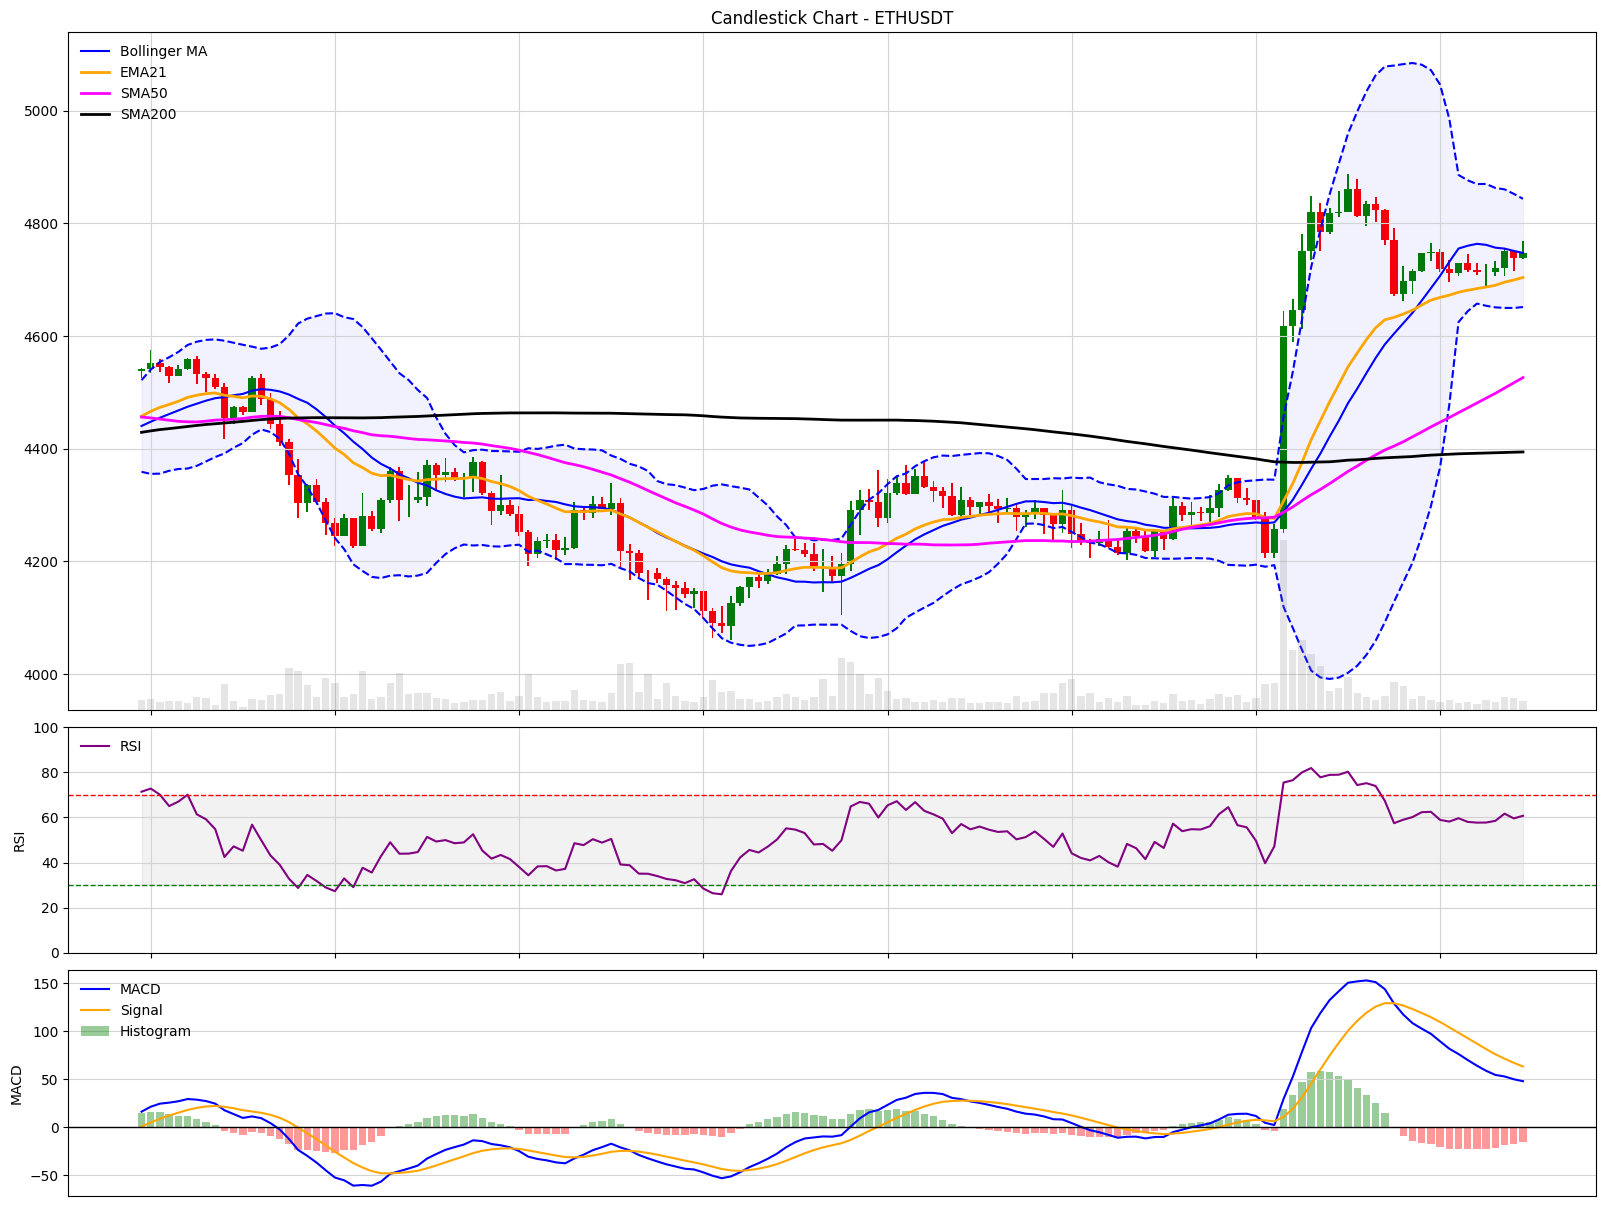 Candlestick Chart - ETHUSDT
Bollinger MA
EMA21
SMA50
SMA200
5000
4800
4600
4400
4200
4000
RSI
100
80
60
40
20
0
RSI
MACD
Signal
Histogram
150
100
50
0
−50
MACD